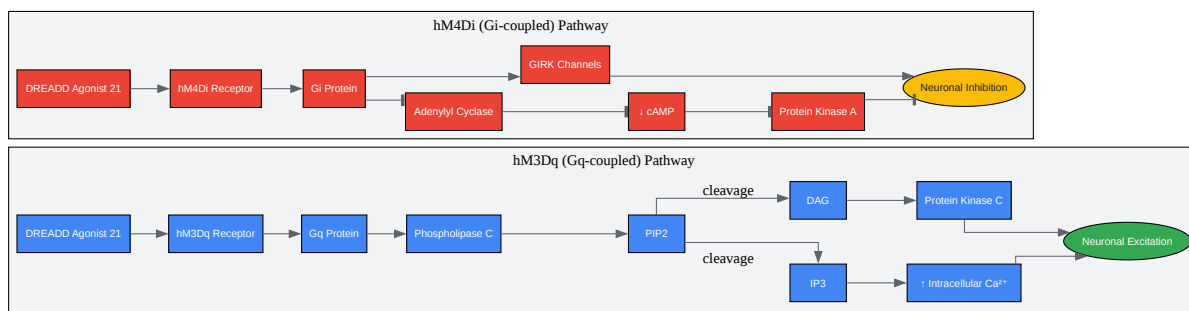 hM4Di (Gi-coupled) Pathway
GIRK Channels
DREADD Agonist 21
hM4Di Receptor
Gi Protein
Neuronal Inhibition
Adenylyl Cyclase
↓ cAMP
Protein Kinase A
hM3Dq (Gq-coupled) Pathway
cleavage
DAG
Protein Kinase C
DREADD Agonist 21
hM3Dq Receptor
Gq Protein
Phospholipase C
PIP2
Neuronal Excitation
cleavage
IP3
↑ Intracellular Ca²⁺